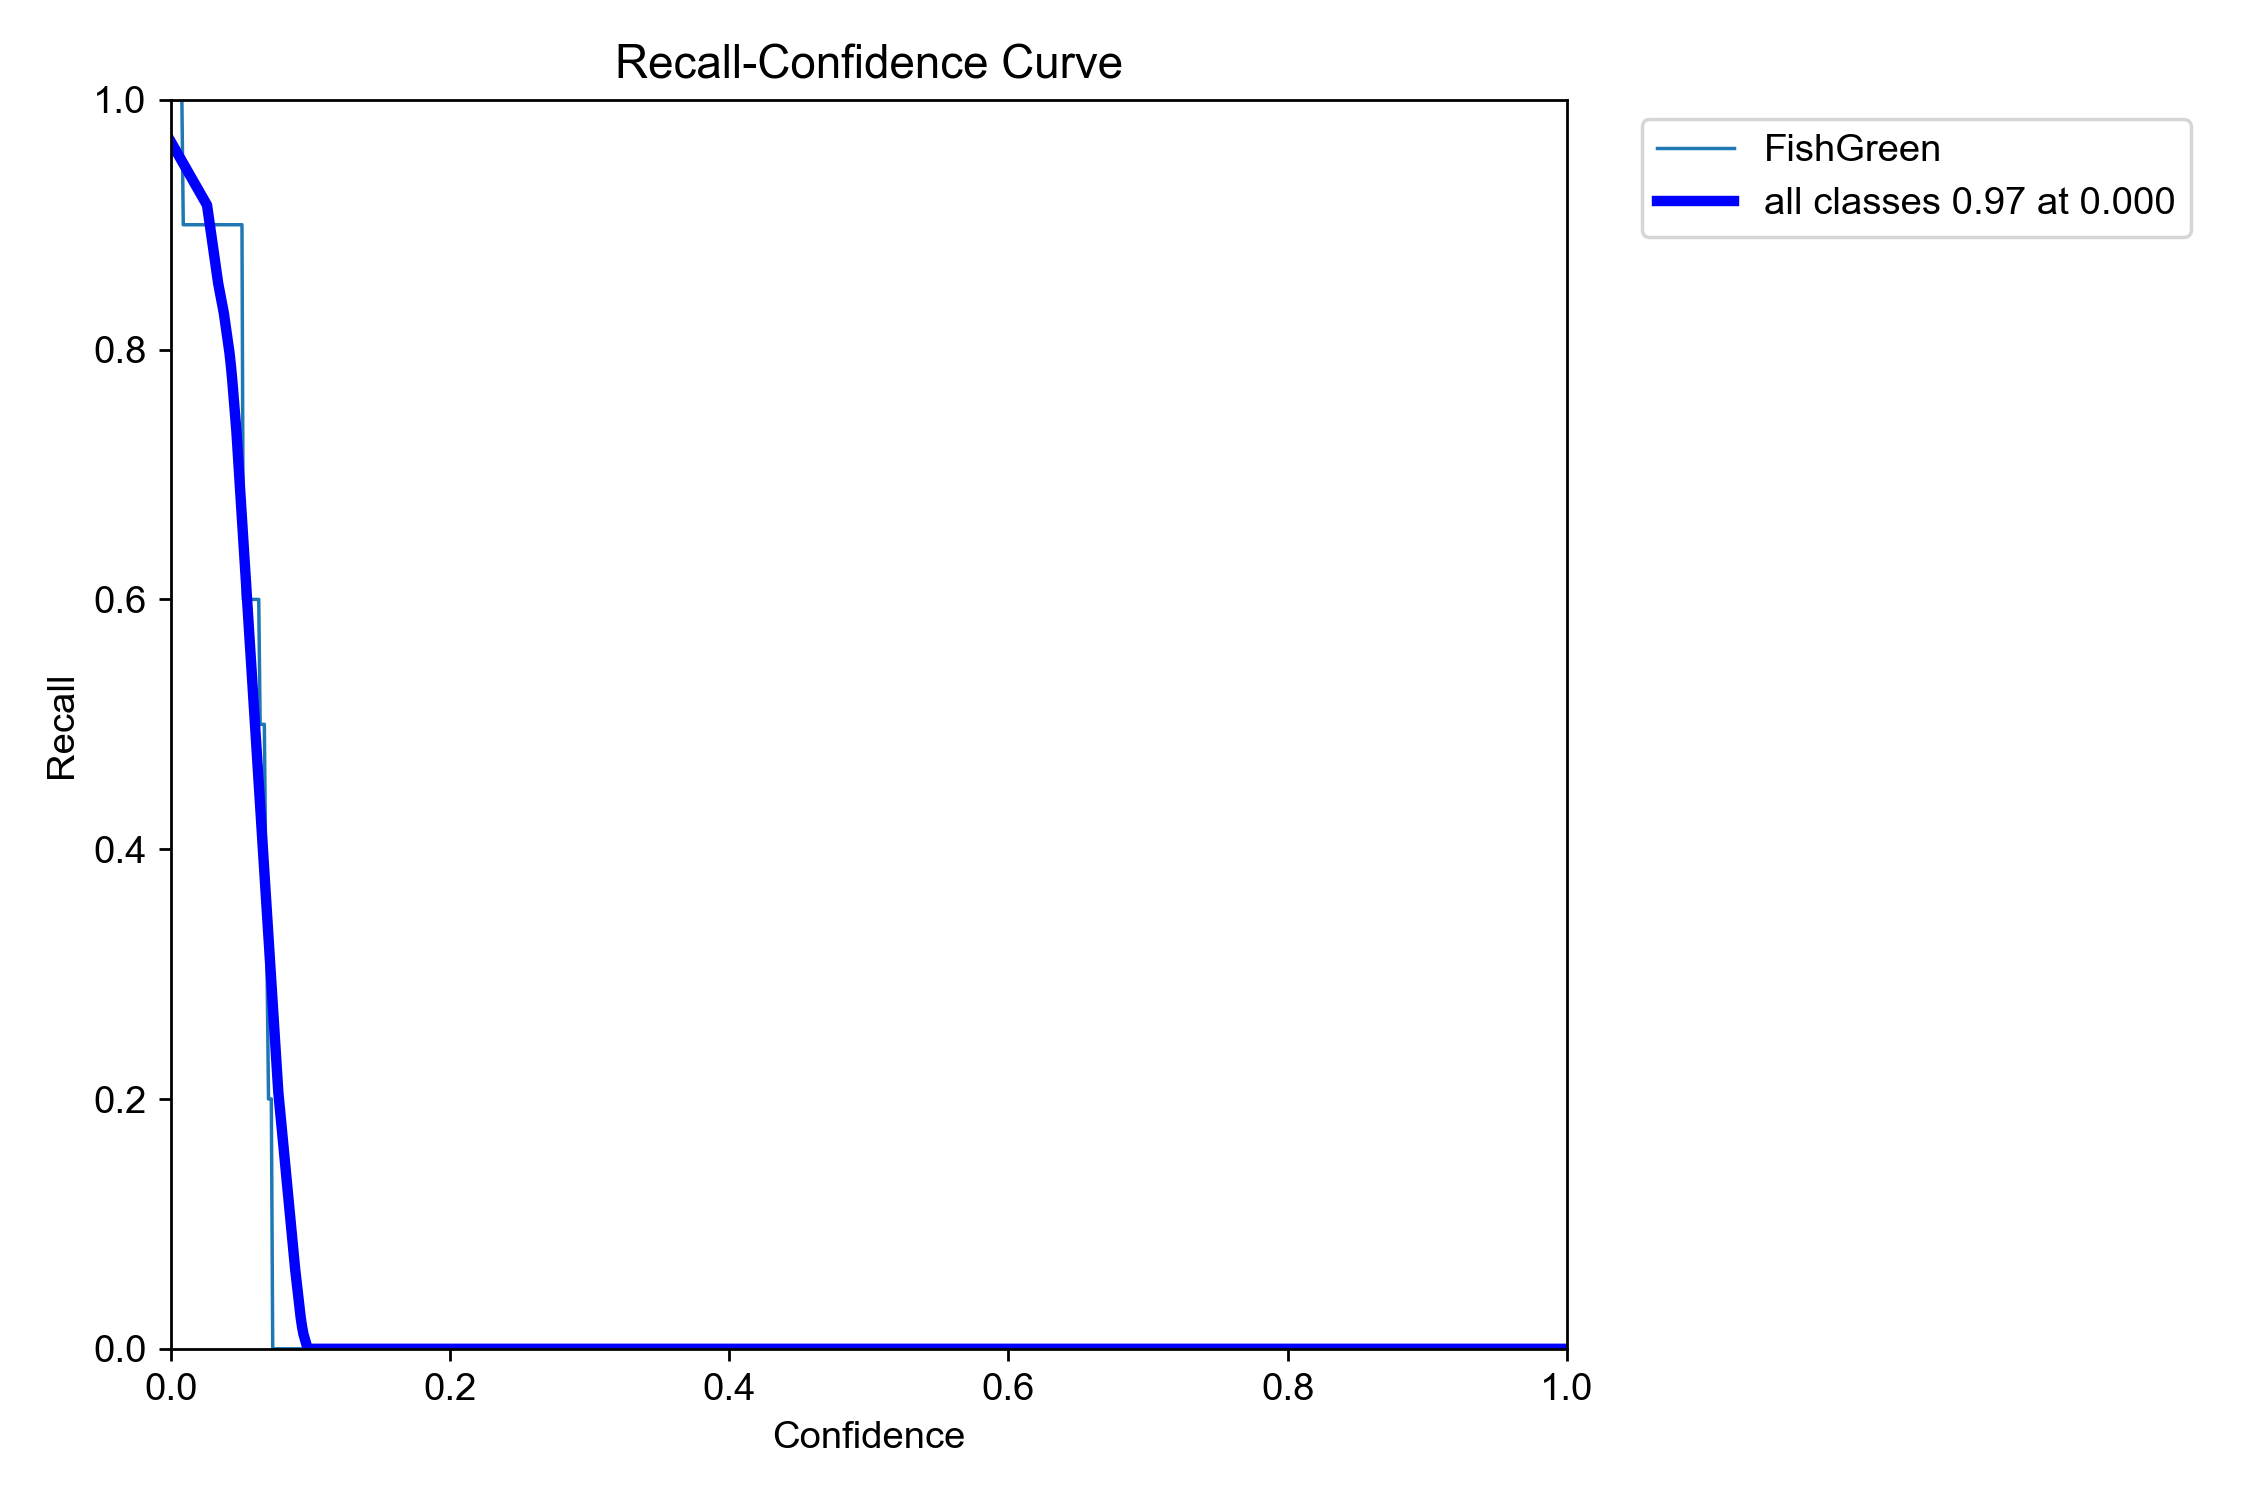 Recall-Confidence Curve
FishGreen
all classes 0.97 at 0.000
1.0
0.8
0.6
0.4
0.2
0.0
Recall
0.0 0.2 0.4 0.6 0.8 1.0
Confidence